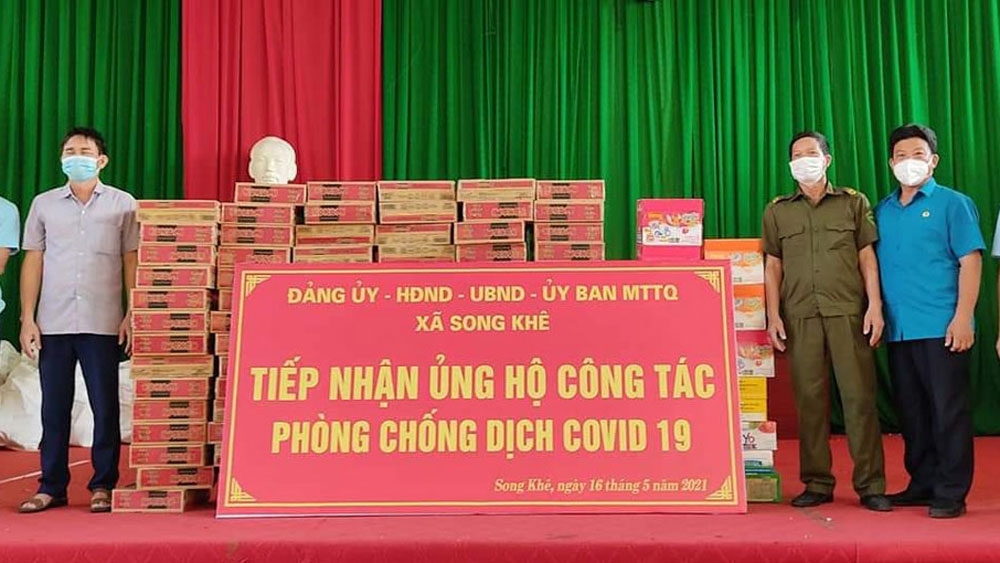 ĐẢNG ỦY - HĐND - UBND - ỦY BAN MTTQ
XÃ SONG KHÊ
TIẾP NHẬN ỦNG HỘ CÔNG TÁC
PHÒNG CHỐNG DỊCH COVID 19
Song Khê, ngày 16 tháng 5 năm 2021